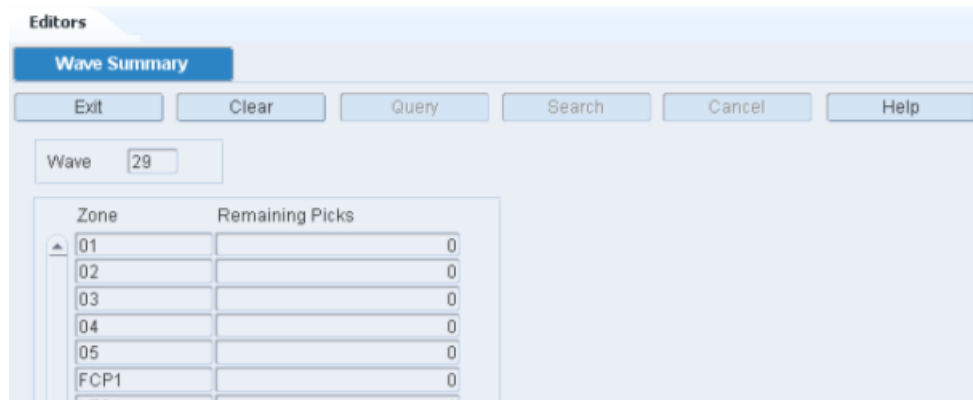 Editors
Wave Summary
Exit Clear Query Search Cancel Help
Wave 29
Zone Remaining Picks
01 0
02 0
03 0
04 0
05 0
FCP1 0